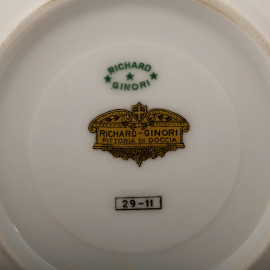 RICHARD
GINORI
RICHARD-GINORI
PITTORIA DI DOCCIA
29-11